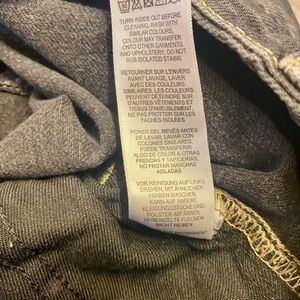 TURN INSIDE OUT BEFORE
CLEANING, WASH WITH
SIMILAR COLOURS,
COLOUR MAY TRANSFER
ONTO OTHER GARMENTS
AND UPHOLSTERY, DO NOT
RUB ISOLATED STAINS
RETOURNER SUR L'ENVERS
AVANT LAVAGE, LAVER
AVEC DES COULEURS
SIMILAIRES, LES COULEURS
PEUVENT DÉTEINDRE SUR
D'AUTRES VÊTEMENTS ET
TISSUS D'AMEUBLEMENT,
NE PAS FROTTER SUR LES
TACHES ISOLÉES
PONER DEL REVÉS ANTES
DE LAVAR, LAVAR CON
COLORES SIMILARES,
PUEDE TRANSFERIR
ALGO DE COLOR A OTRAS
PRENDAS Y TAPICERÍAS,
NO FROTAR MANCHAS
AISLADAS
VOR REINIGUNG AUF LINKS
DREHEN, MIT ÄHNLICHEN
FARBEN WASCHEN,
KANN AUF ANDERE
KLEIDUNGSSTÜCKE UND
POLSTER ABFÄRBEN,
VEREINZELTE FLECKEN
NICHT REIBEN
ENVIRONMENT